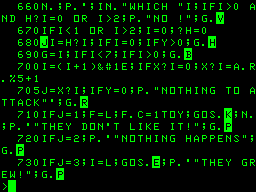 660N.;P.";IN."WHICH "I;IFI>0 A
ND H?I=0 OR I>2;P."NO !";G.V
670IFI<1 OR I>2;I=0;?H=0
680JI=H?I;IFI=0;IFY>0;G.H
690G=I;IFI<7;IFI>0;G.B
700I=(I+1)&#1E;IFX?I=0;X?I=A.R
.%5+1
705J=X?I;IFY=0;P."NOTHING TO A
TTACK"';G.R
710IFJ=1;F=L;F.C=1TOY;GOS.K;N.
;P.'"THEY DON'T LIKE IT!"';G.P
720IFJ=2;P."NOTHING HAPPENS"';
G.P
730IFJ=3;I=L;GOS.E;P.'"THEY GR
EW!"';G.P
>